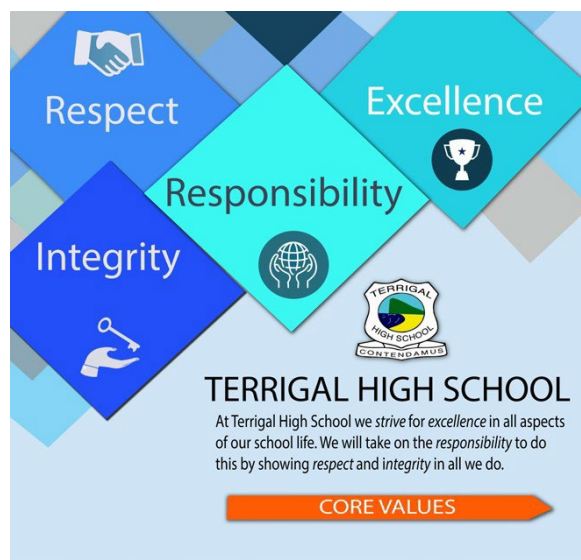 Respect
Excellence
Responsibility
Integrity
TERRIGAL
HIGH SCHOOL
CONTENDAMUS
TERRIGAL HIGH SCHOOL
At Terrigal High School we strive for excellence in all aspects
of our school life. We will take on the responsibility to do
this by showing respect and integrity in all we do.
CORE VALUES